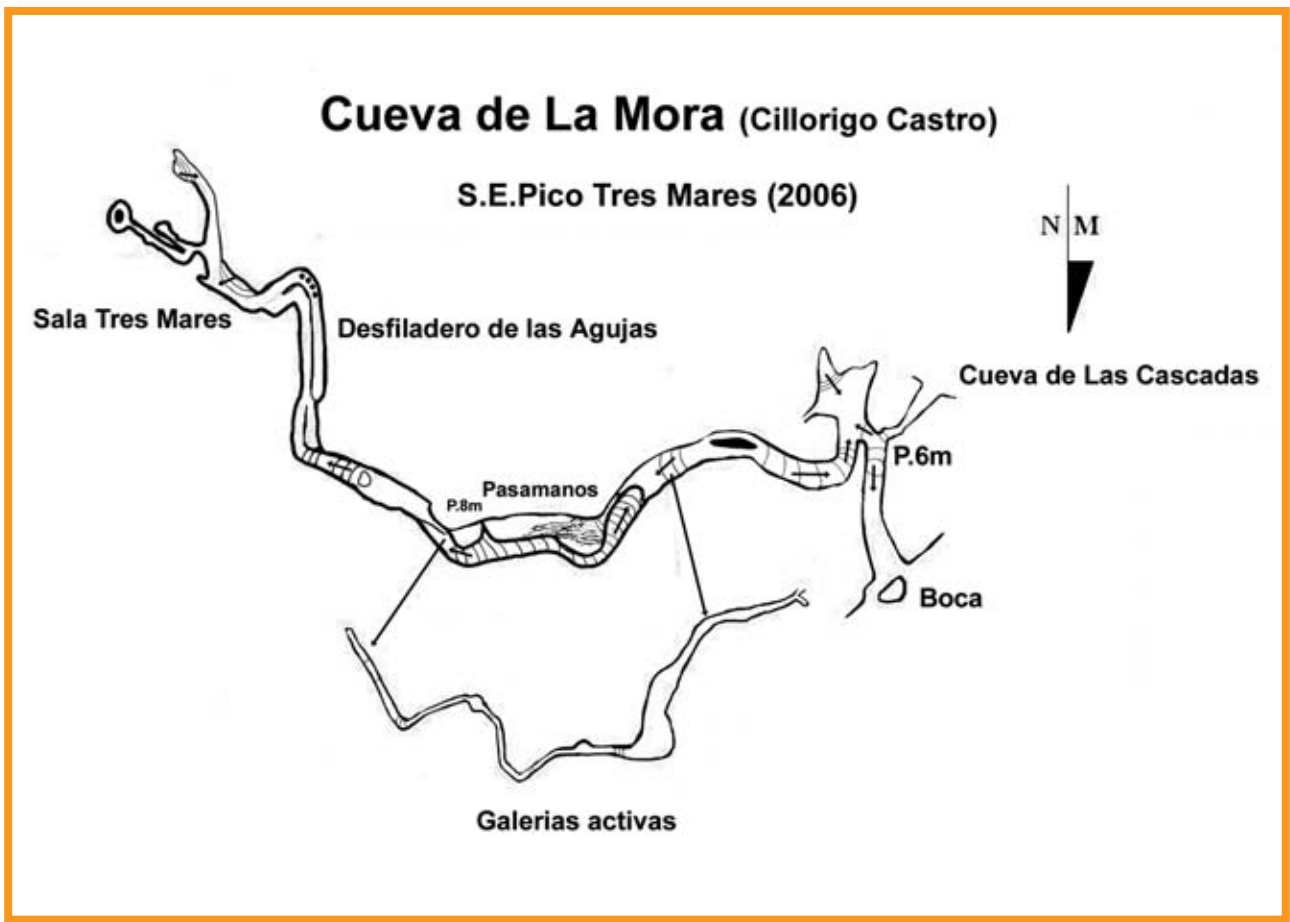 Cueva de La Mora (Cillorigo Castro)
S.E.Pico Tres Mares (2006)
N M
Sala Tres Mares
Desfiladero de las Agujas
Cueva de Las Cascadas
P.6m
Pasamanos
P.8m
Boca
Galerias activas